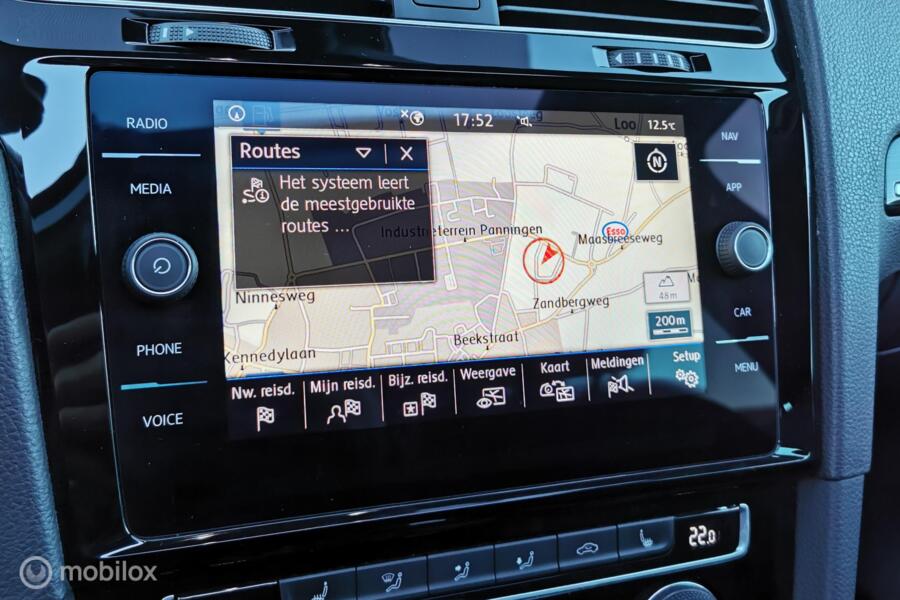 RADIO
MEDIA
PHONE
VOICE
17:52
Loo
12.5°C
NAV
APP
CAR
MENU
Routes
Het systeem leert
de meestgebruikte
routes ...
N
Industrieterrein Panningen
Esso
Maasbreeseweg
Ninnesweg
Zandbergweg
48m
200m
Beekstraat
Kennedylaan
Nw. reisd.
Mijn reisd.
Bijz. reisd.
Weergave
Kaart
Meldingen
Setup
22.0
mobilox